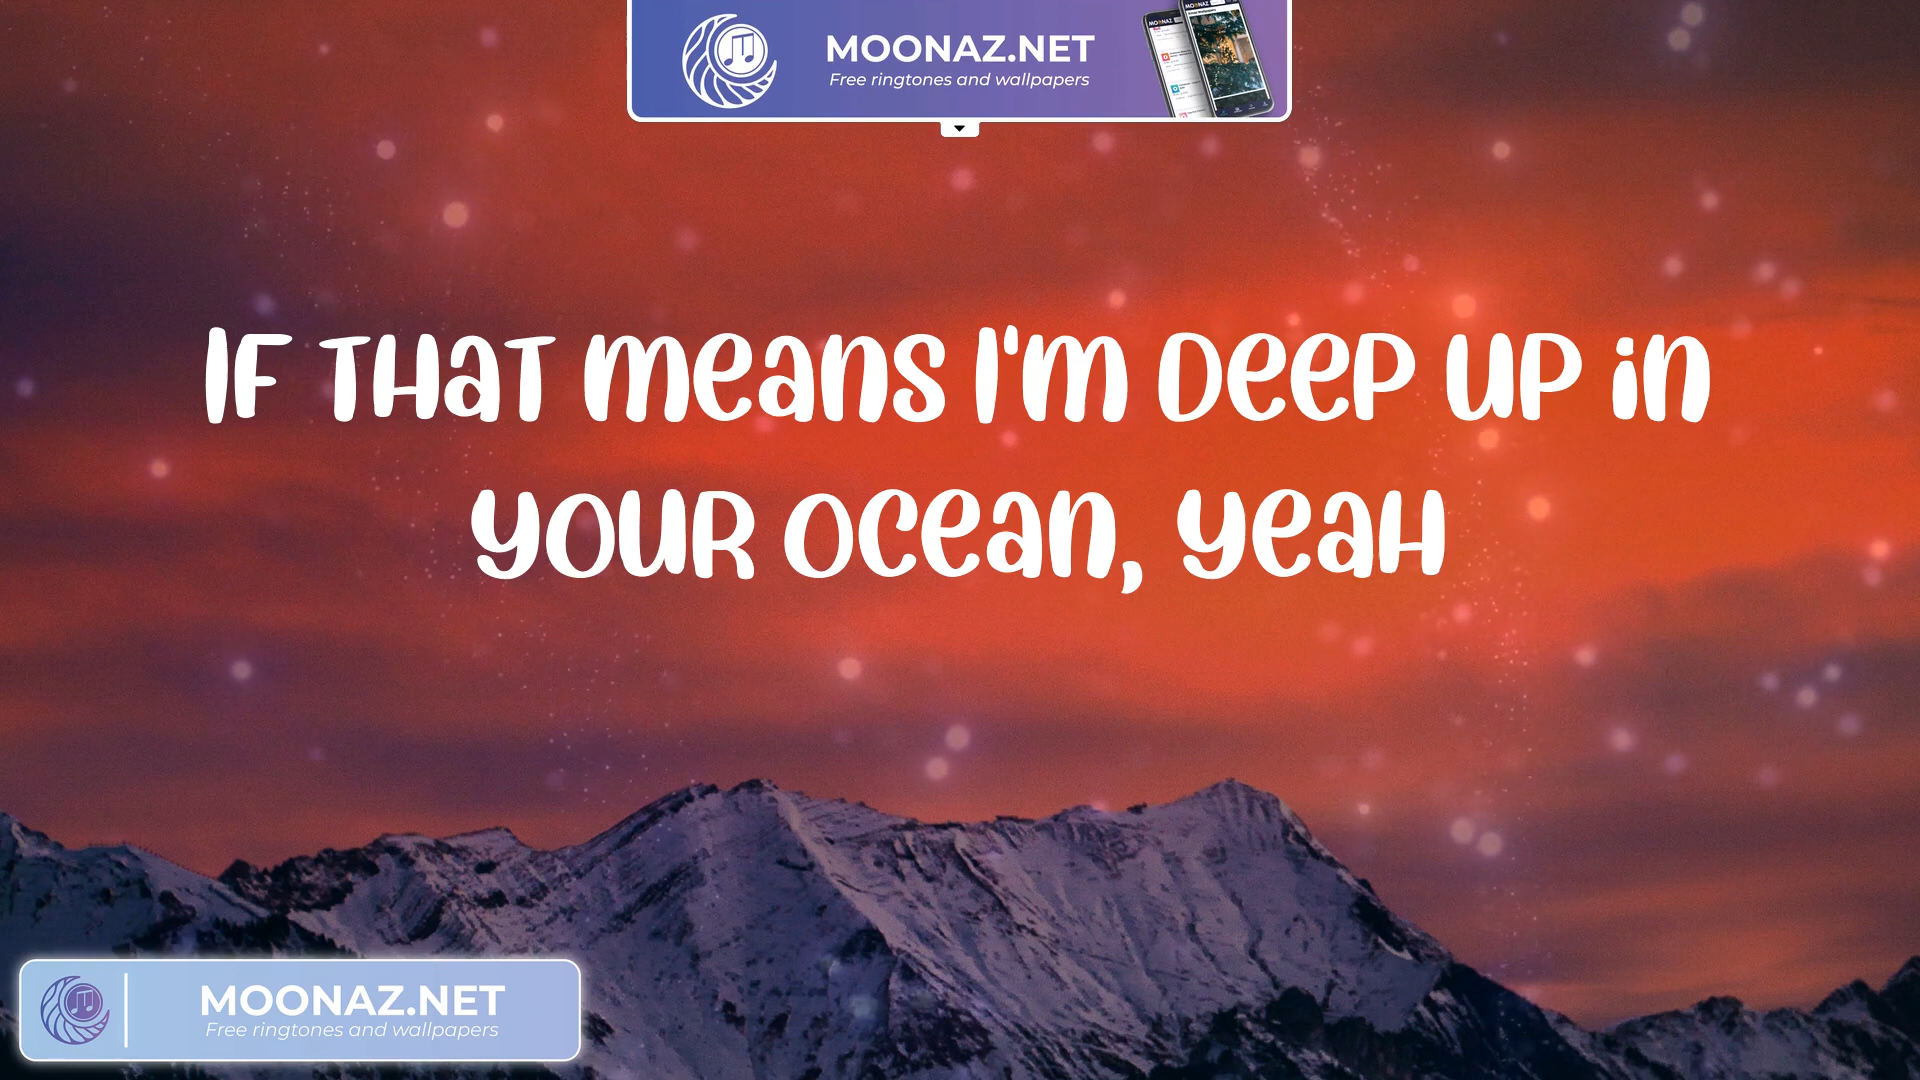 MOONAZ.NET
Free ringtones and wallpapers
IF THAT MEANS I'M DEEP UP IN
YOUR OCEAN, YEAH
MOONAZ.NET
Free ringtones and wallpapers